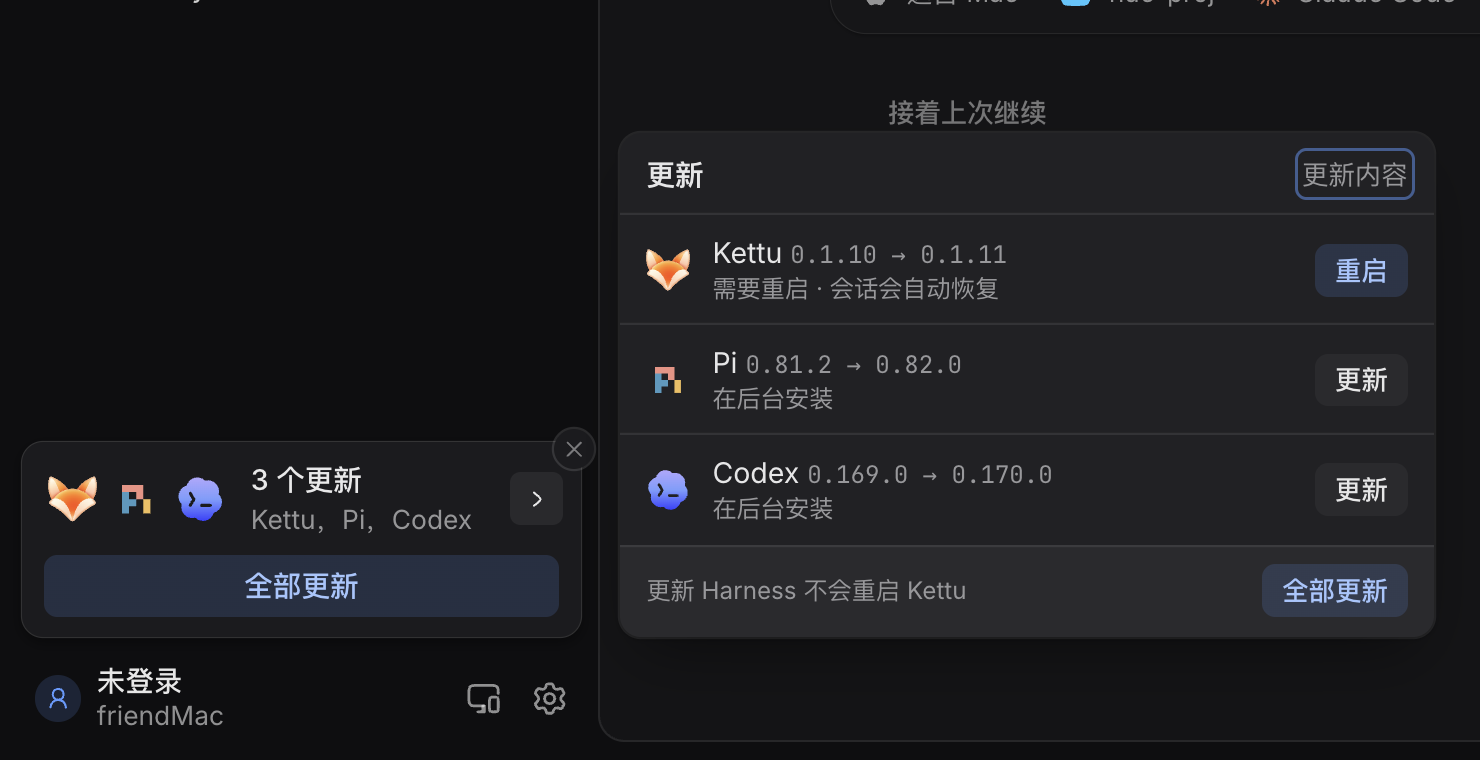 接着上次继续
更新
更新内容
Kettu 0.1.10 → 0.1.11
需要重启 · 会话会自动恢复
重启
Pi 0.81.2 → 0.82.0
在后台安装
更新
Codex 0.169.0 → 0.170.0
在后台安装
更新
更新 Harness 不会重启 Kettu
全部更新
3 个更新
Kettu, Pi, Codex
全部更新
未登录
friendMac